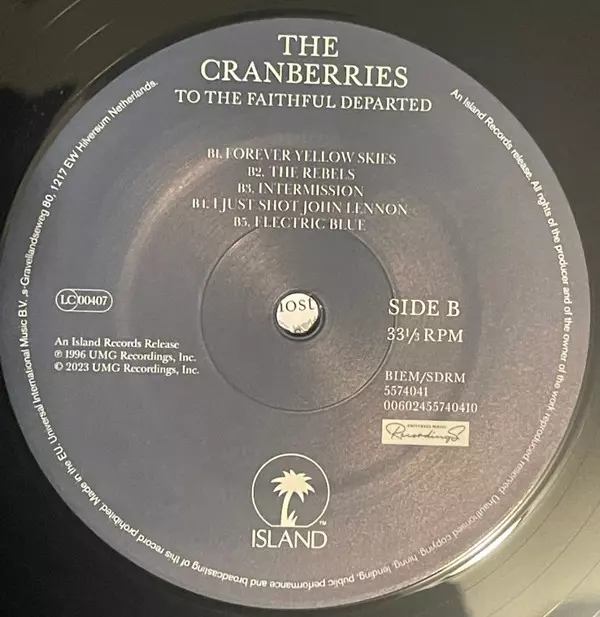 THE
CRANBERRIES
TO THE FAITHFUL DEPARTED
B1. FOREVER YELLOW SKIES
B2. THE REBELS
B3. INTERMISSION
B4. I JUST SHOT JOHN LENNON
B5. ELECTRIC BLUE
LC 00407
An Island Records Release
℗ 1996 UMG Recordings, Inc.
© 2023 UMG Recordings, Inc.
SIDE B
33⅓ RPM
BIEM/SDRM
5574041
00602455740410
Recordings
ISLAND
TM
An Island Records release. All rights of the producer and of the owner of the work reproduced reserved. Unauthorised copying, hiring, lending, public performance and broadcasting of this record prohibited. Made in the EU. Universal International Music B.V. ,s-Gravelandseweg 80, 1217 EW Hilversum Netherlands.